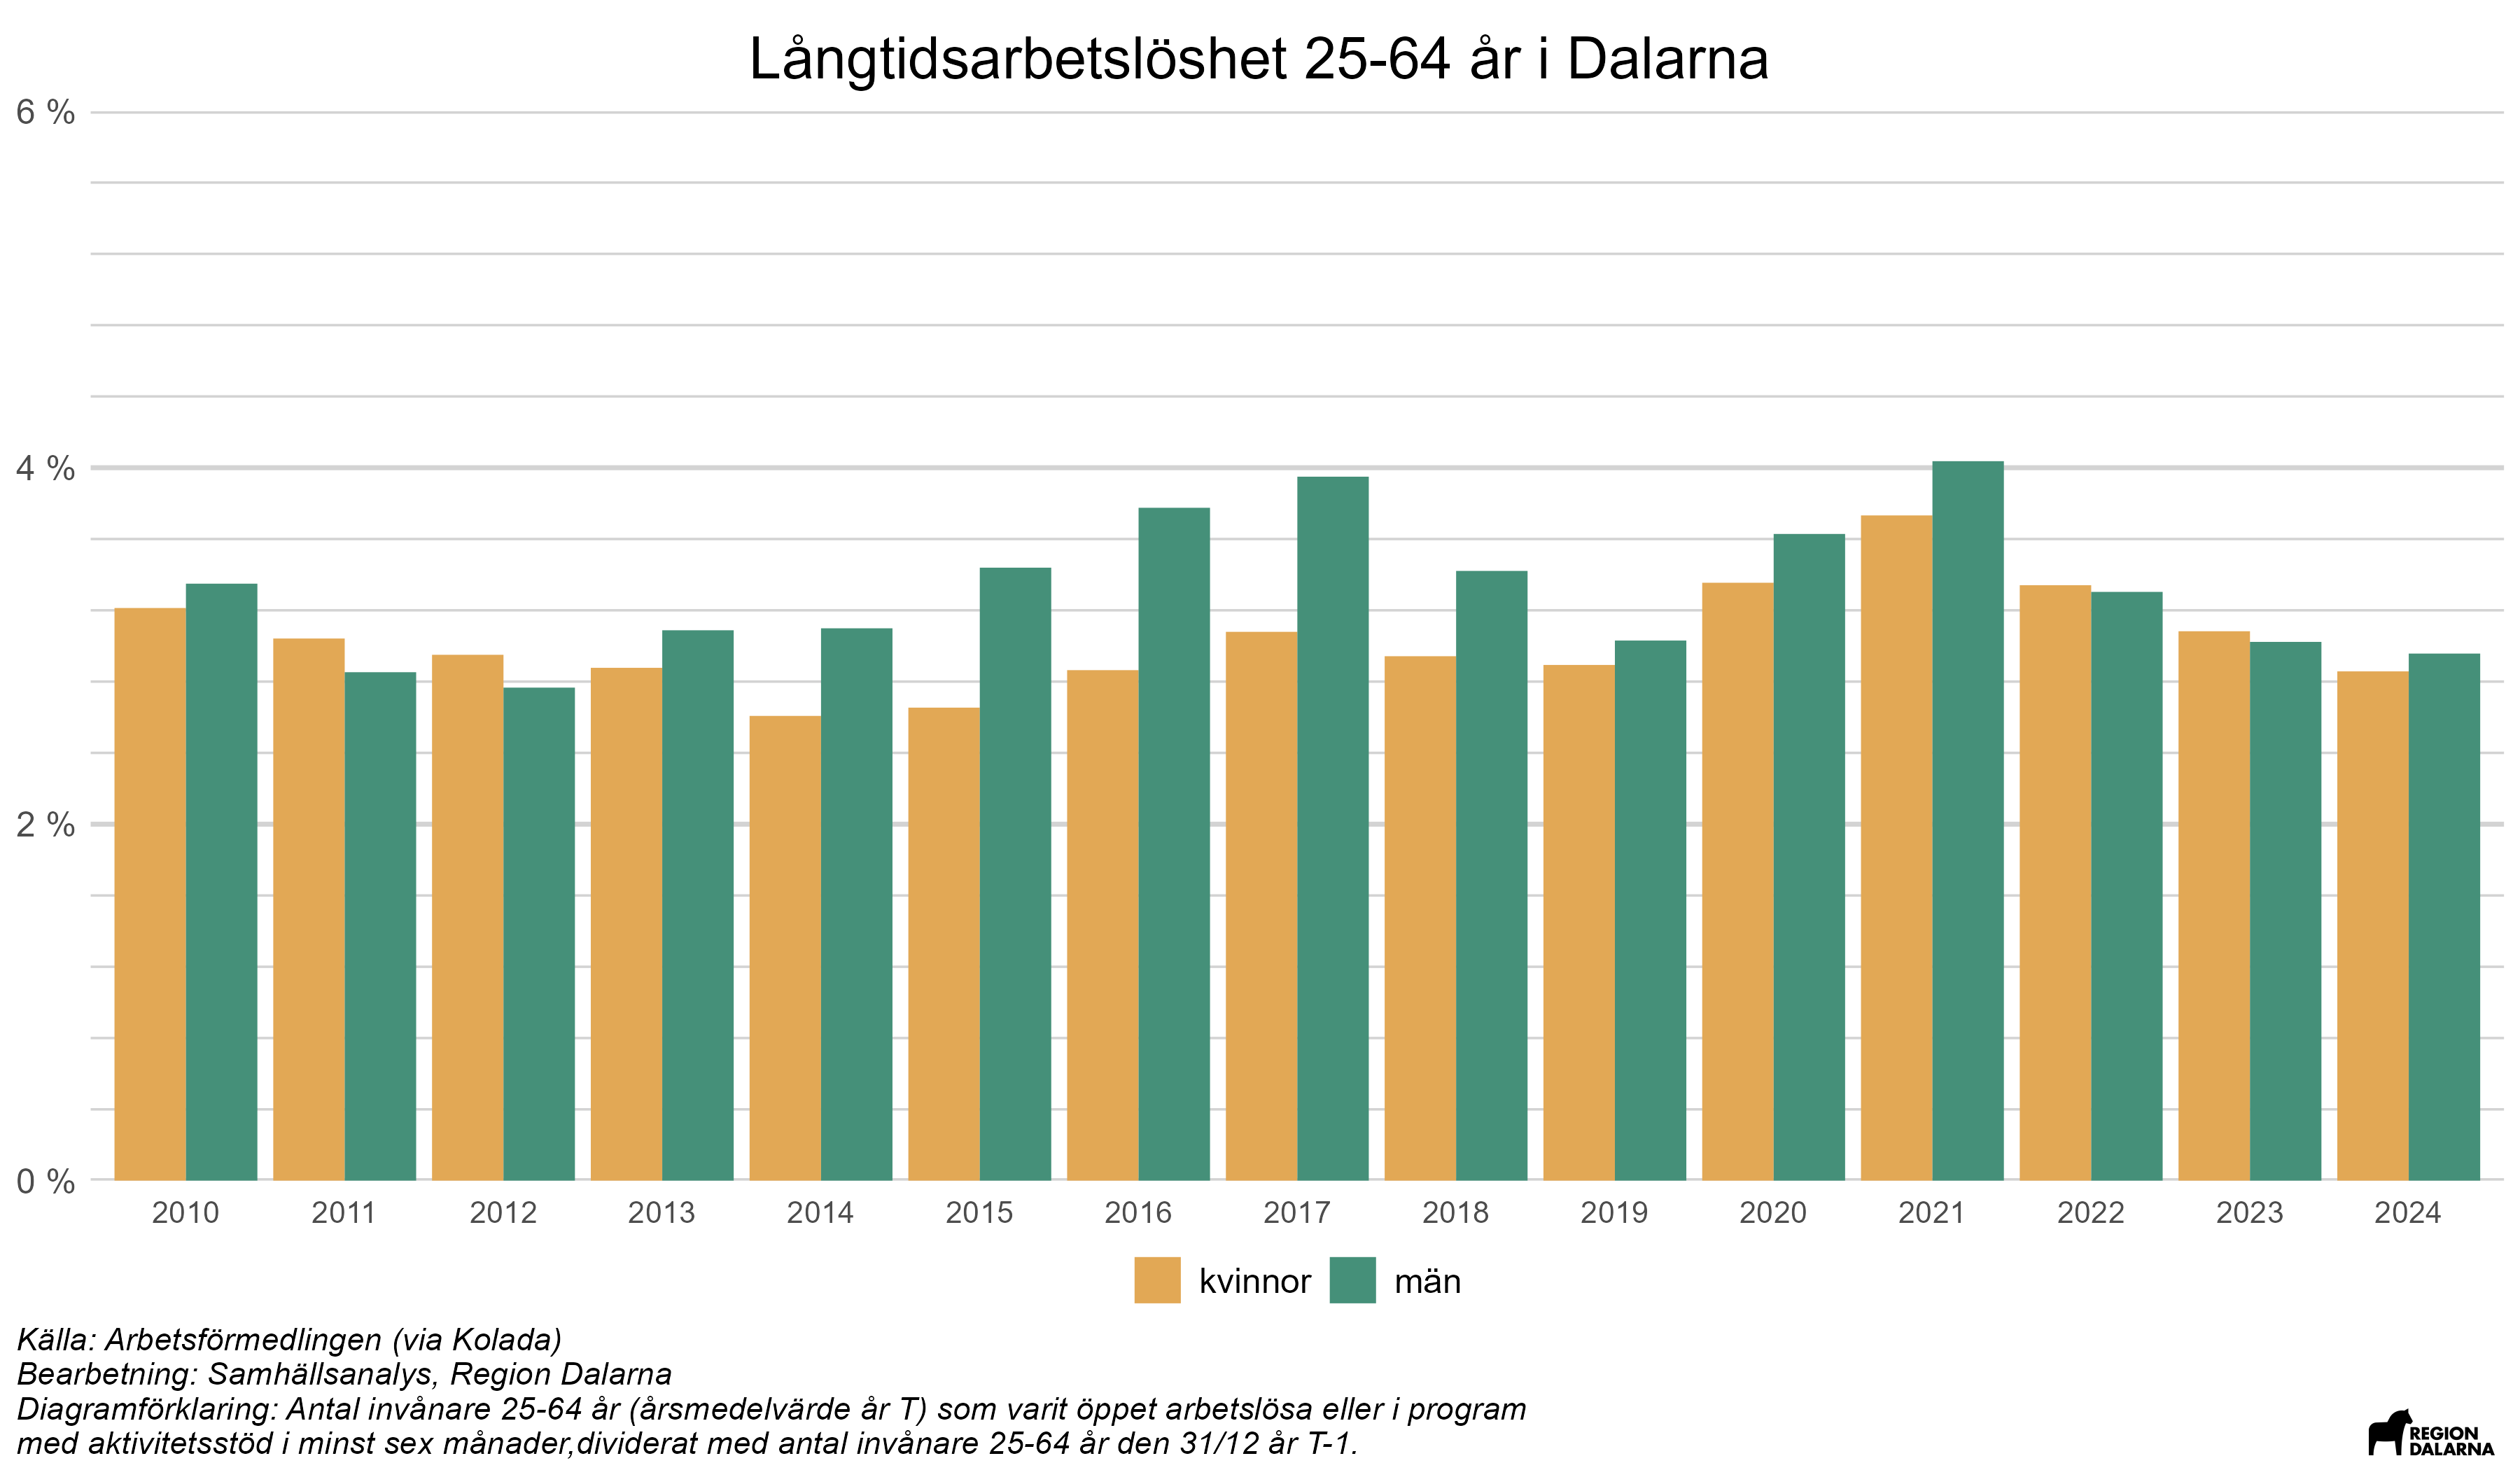 Långtidsarbetslöshet 25-64 år i Dalarna
6 %
4 %
2 %
0 %
2010 2011 2012 2013 2014 2015 2016 2017 2018 2019 2020 2021 2022 2023 2024
kvinnor män
Källa: Arbetsförmedlingen (via Kolada)
Bearbetning: Samhällsanalys, Region Dalarna
Diagramförklaring: Antal invånare 25-64 år (årsmedelvärde år T) som varit öppet arbetslösa eller i program
med aktivitetsstöd i minst sex månader,dividerat med antal invånare 25-64 år den 31/12 år T-1.
REGION
DALARNA